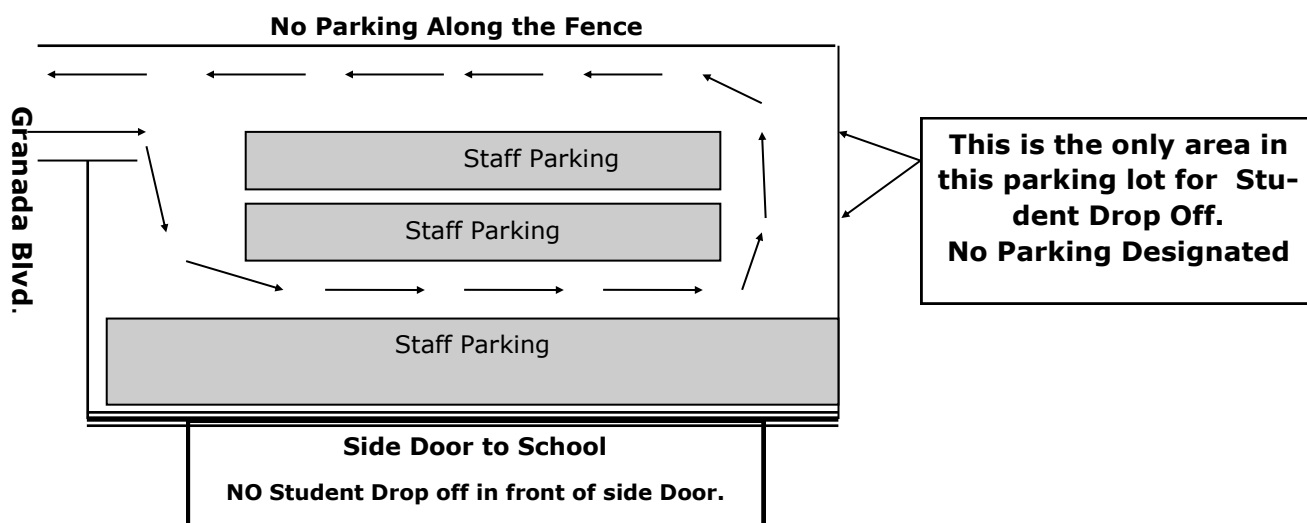 No Parking Along the Fence
Granada Blvd.
Staff Parking
Staff Parking
Staff Parking
This is the only area in
this parking lot for Stu-
dent Drop Off.
No Parking Designated
Side Door to School
NO Student Drop off in front of side Door.